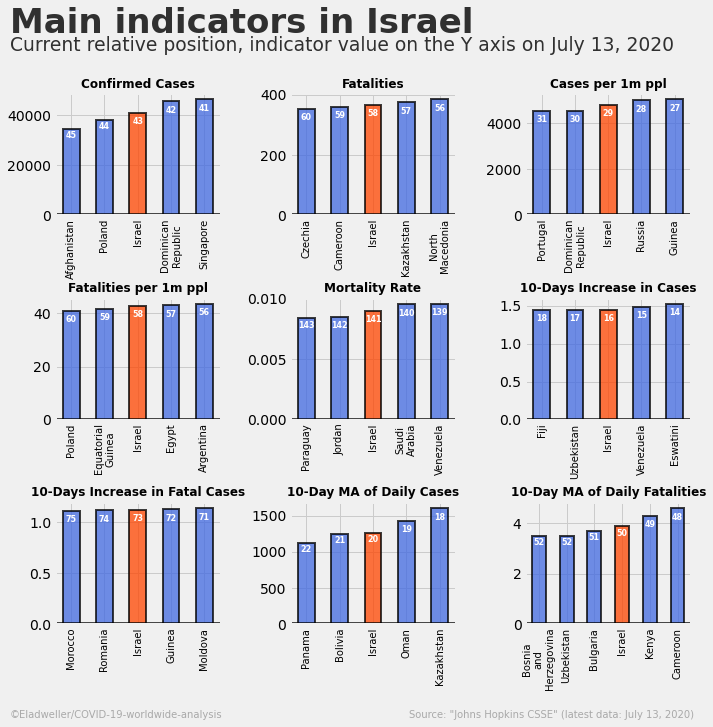 Main indicators in Israel
Current relative position, indicator value on the Y axis on July 13, 2020
Confirmed Cases
40000
20000
0
45
44
43
42
41
Afghanistan
Poland
Israel
Dominican
Republic
Singapore
Fatalities
400
200
0
60
59
58
57
56
Czechia
Cameroon
Israel
Kazakhstan
North
Macedonia
Cases per 1m ppl
4000
2000
0
31
30
29
28
27
Portugal
Dominican
Republic
Israel
Russia
Guinea
Fatalities per 1m ppl
40
20
0
60
59
58
57
56
Poland
Equatorial
Guinea
Israel
Egypt
Argentina
Mortality Rate
0.010
0.005
0.000
143
142
141
140
139
Paraguay
Jordan
Israel
Saudi
Arabia
Venezuela
10-Days Increase in Cases
1.5
1.0
0.5
0.0
18
17
16
15
14
Fiji
Uzbekistan
Israel
Venezuela
Eswatini
10-Days Increase in Fatal Cases
1.0
0.5
0.0
75
74
73
72
71
Morocco
Romania
Israel
Guinea
Moldova
10-Day MA of Daily Cases
1500
1000
500
0
22
21
20
19
18
Panama
Bolivia
Israel
Oman
Kazakhstan
10-Day MA of Daily Fatalities
4
2
0
52
52
51
50
49
48
Bosnia
and
Herzegovina
Uzbekistan
Bulgaria
Israel
Kenya
Cameroon
©Eladweller/COVID-19-worldwide-analysis
Source: "Johns Hopkins CSSE" (latest data: July 13, 2020)